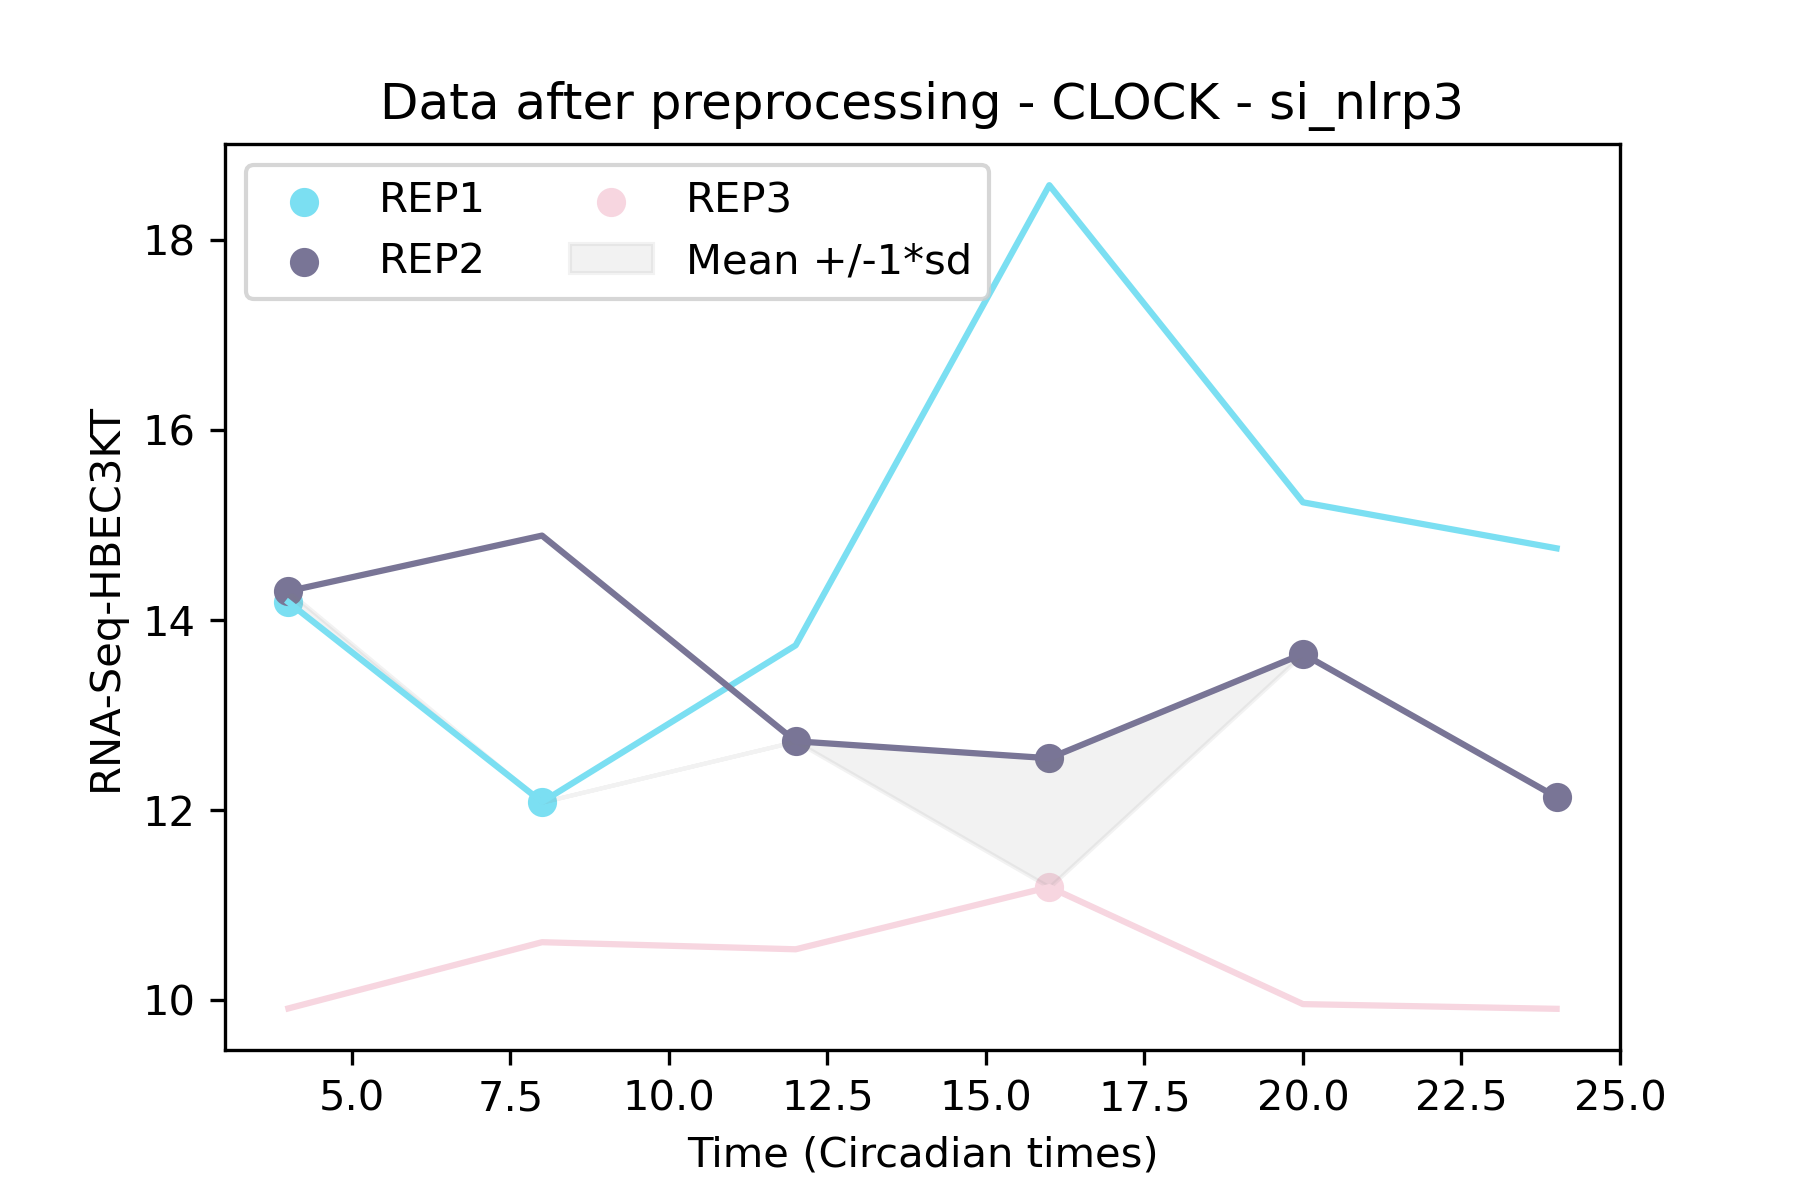 Data after preprocessing - CLOCK - si_nlrp3
REP1
REP2
REP3
Mean +/-1*sd
RNA-Seq-HBEC3KT
18
16
14
12
10
5.0 7.5 10.0 12.5 15.0 17.5 20.0 22.5 25.0
Time (Circadian times)